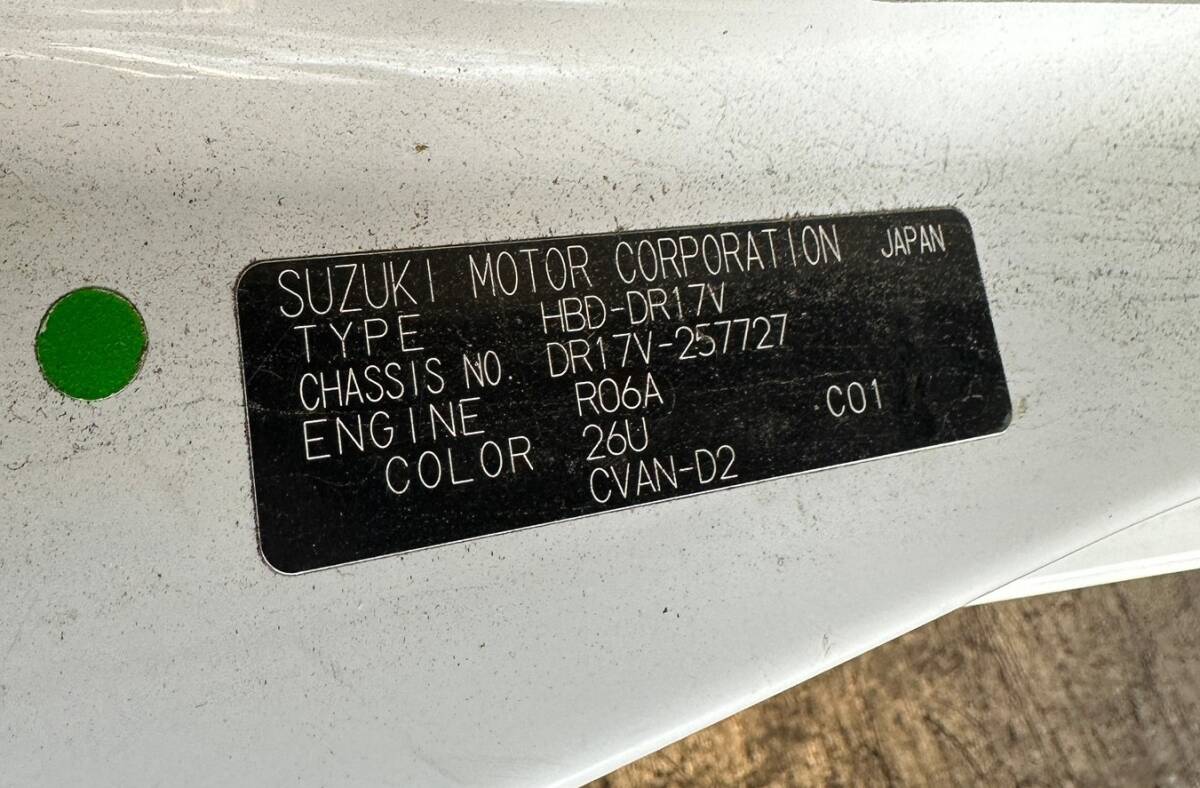 SUZUKI MOTOR CORPORATION JAPAN
TYPE HBD-DR17V
CHASSIS NO. DR17V-257727
ENGINE R06A
COLOR 26U C01
CVAN-D2